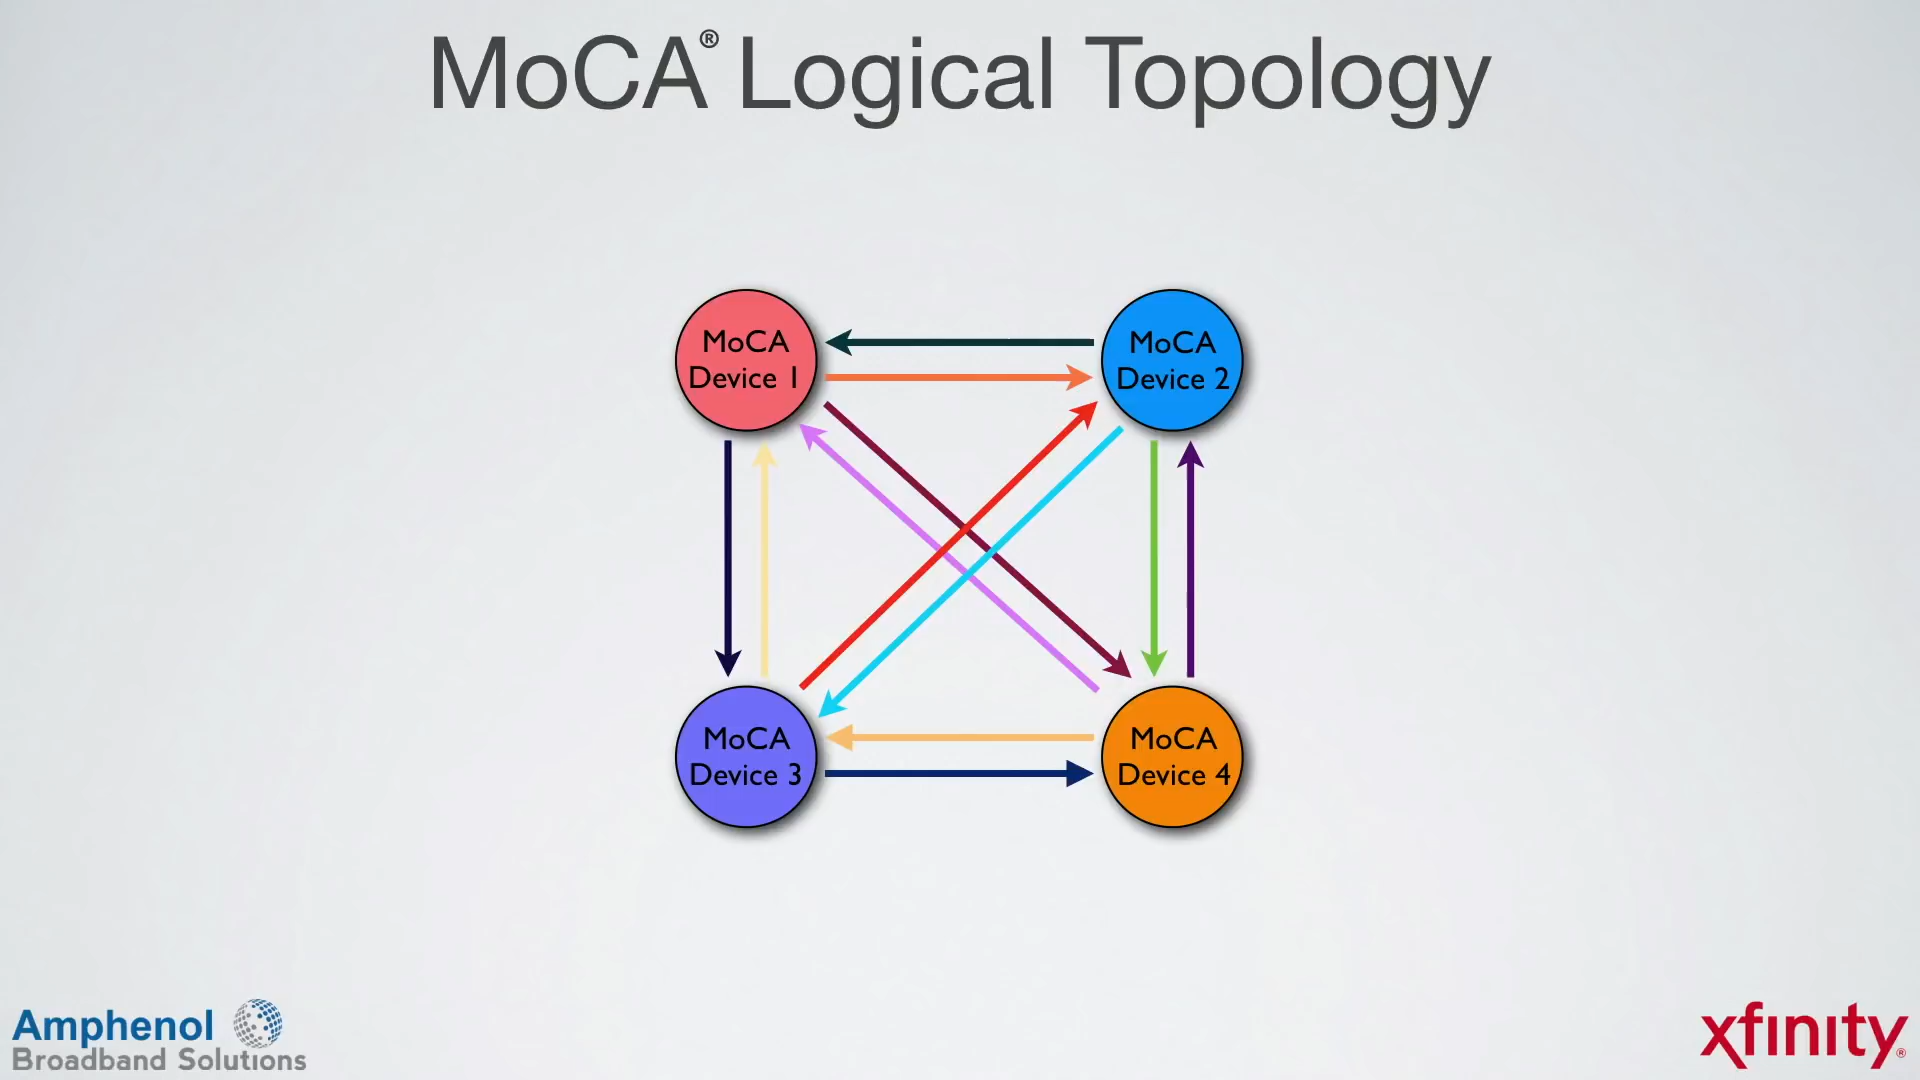 MoCA® Logical Topology
MoCA
Device 1
MoCA
Device 2
MoCA
Device 3
MoCA
Device 4
Amphenol
Broadband Solutions
xfinity®